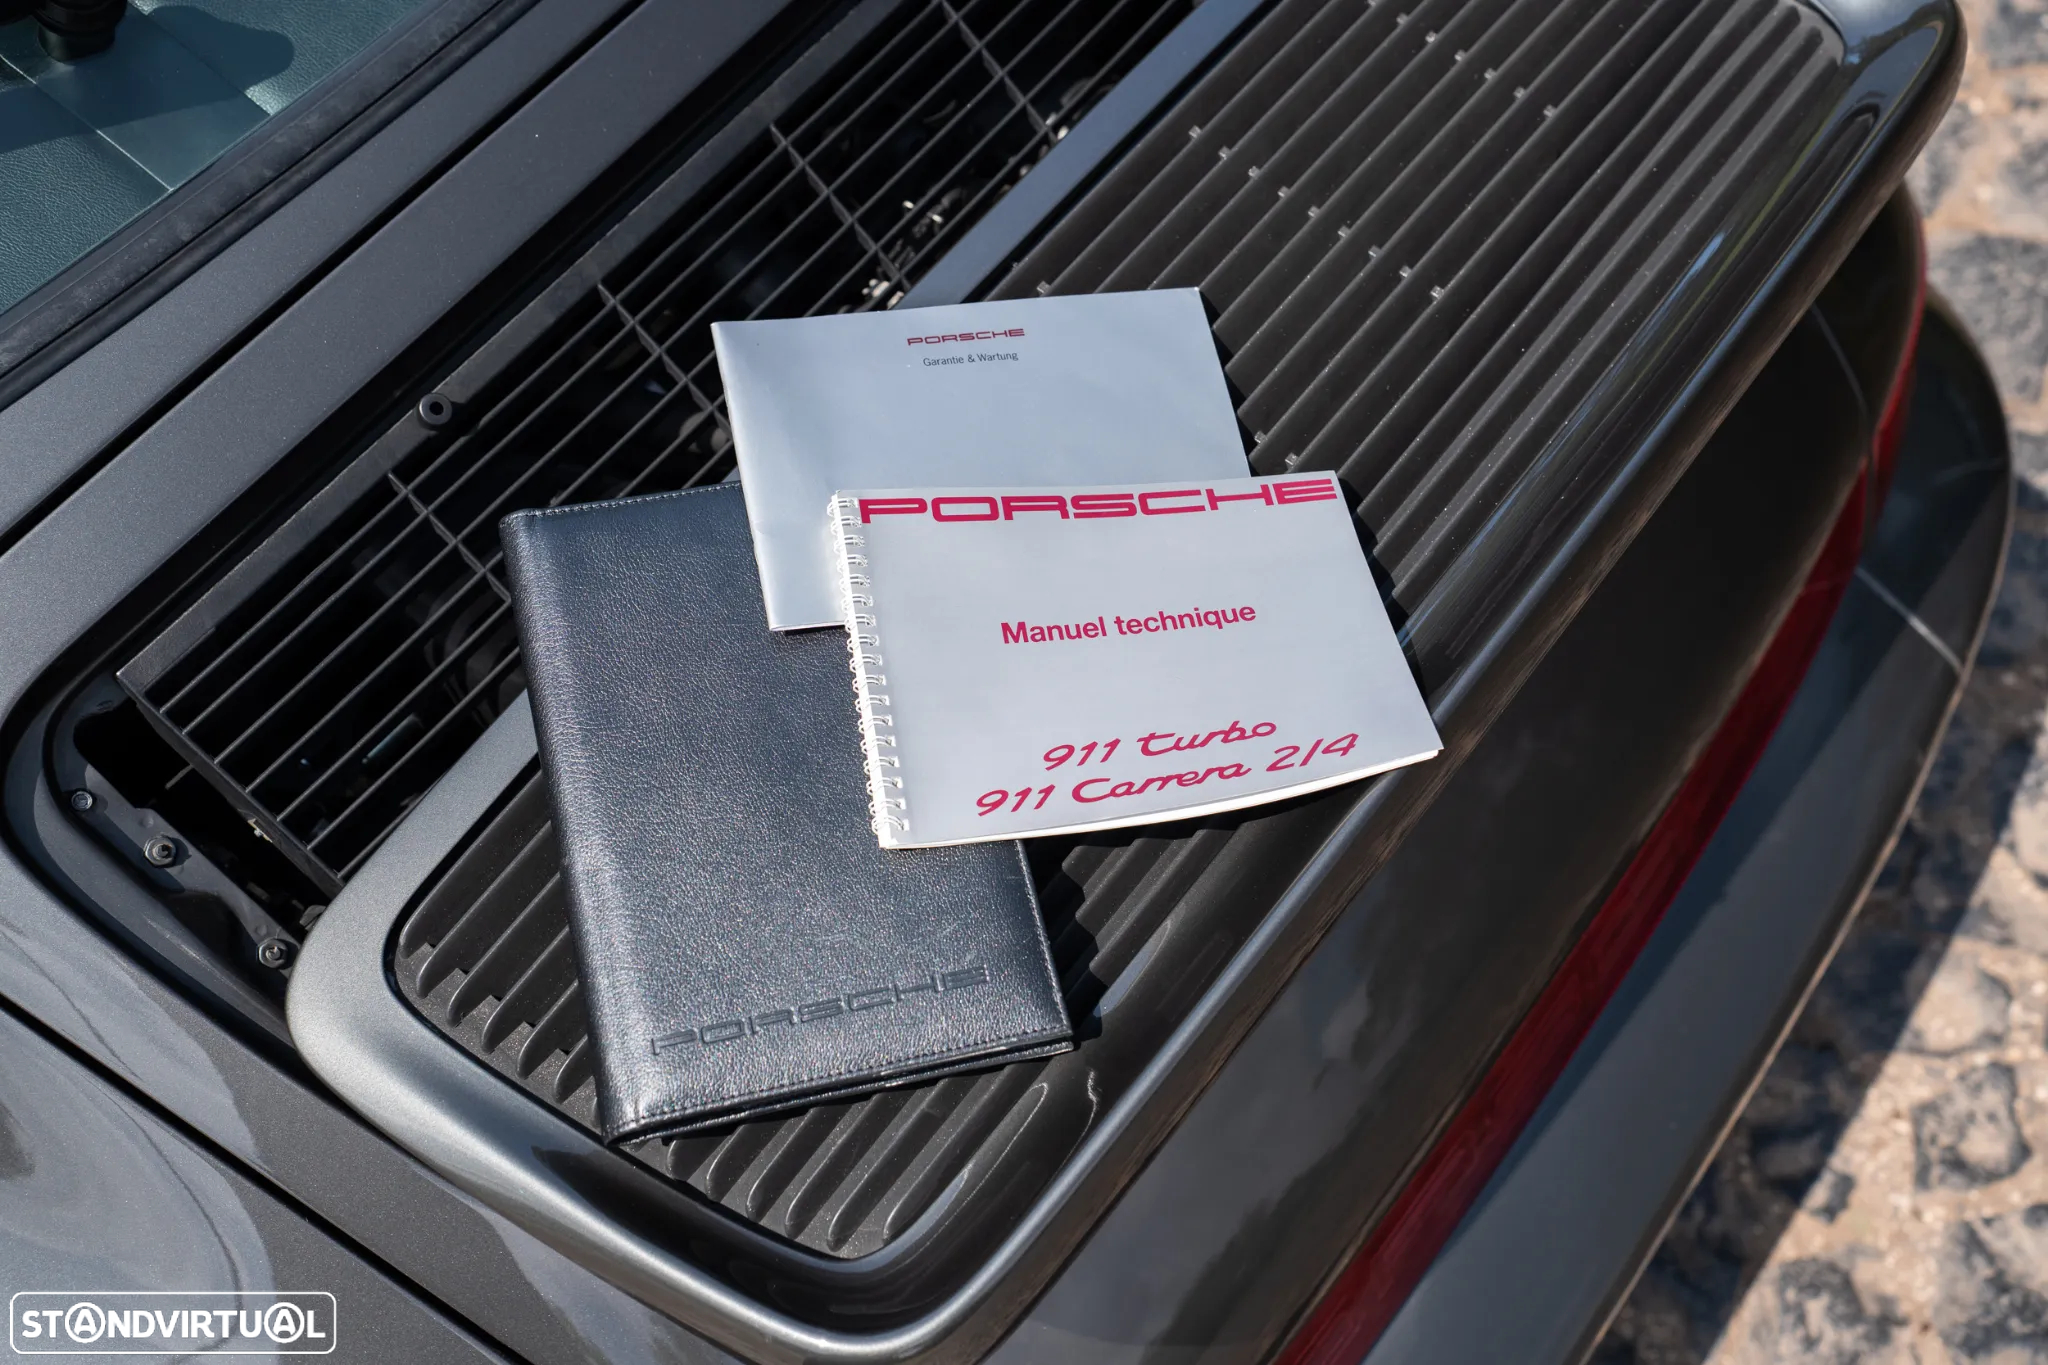 PORSCHE
Garantie & Wartung
PORSCHE
Manuel technique
911 turbo
911 Carrera 2/4
PORSCHE
STANDVIRTUAL